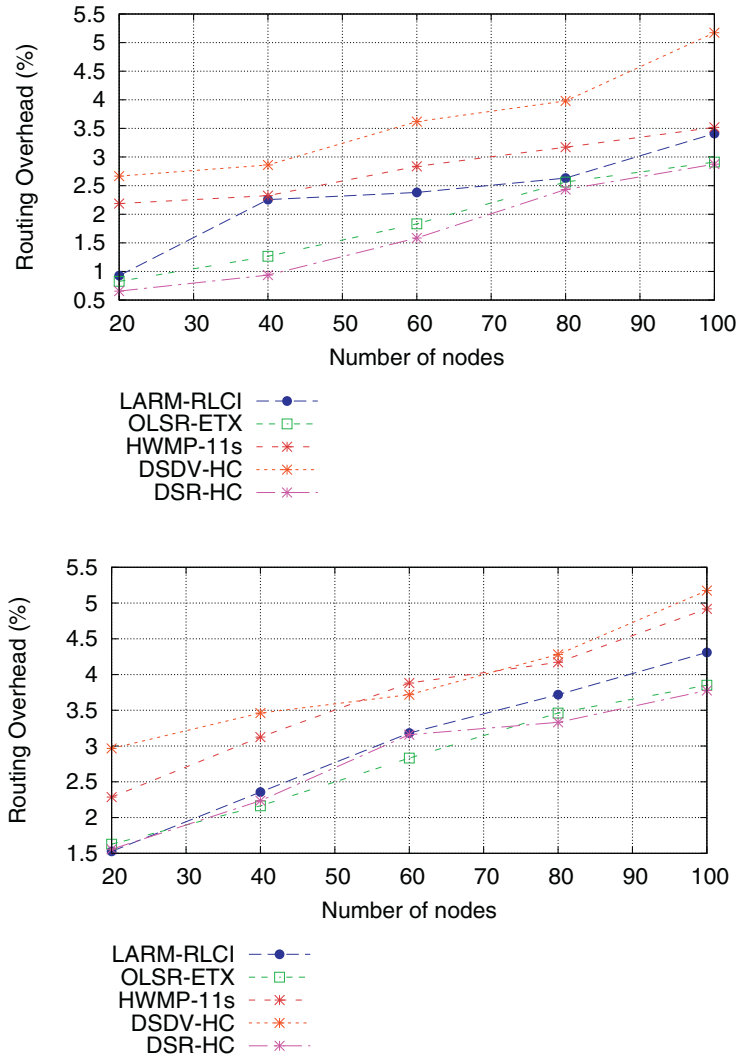 5.5
5
4.5
4
3.5
3
2.5
2
1.5
1
0.5
Routing Overhead (%)
20 30 40 50 60 70 80 90 100
Number of nodes
LARM-RLCI
OLSR-ETX
HWMP-11s
DSDV-HC
DSR-HC
5.5
5
4.5
4
3.5
3
2.5
2
1.5
Routing Overhead (%)
20 30 40 50 60 70 80 90 100
Number of nodes
LARM-RLCI
OLSR-ETX
HWMP-11s
DSDV-HC
DSR-HC